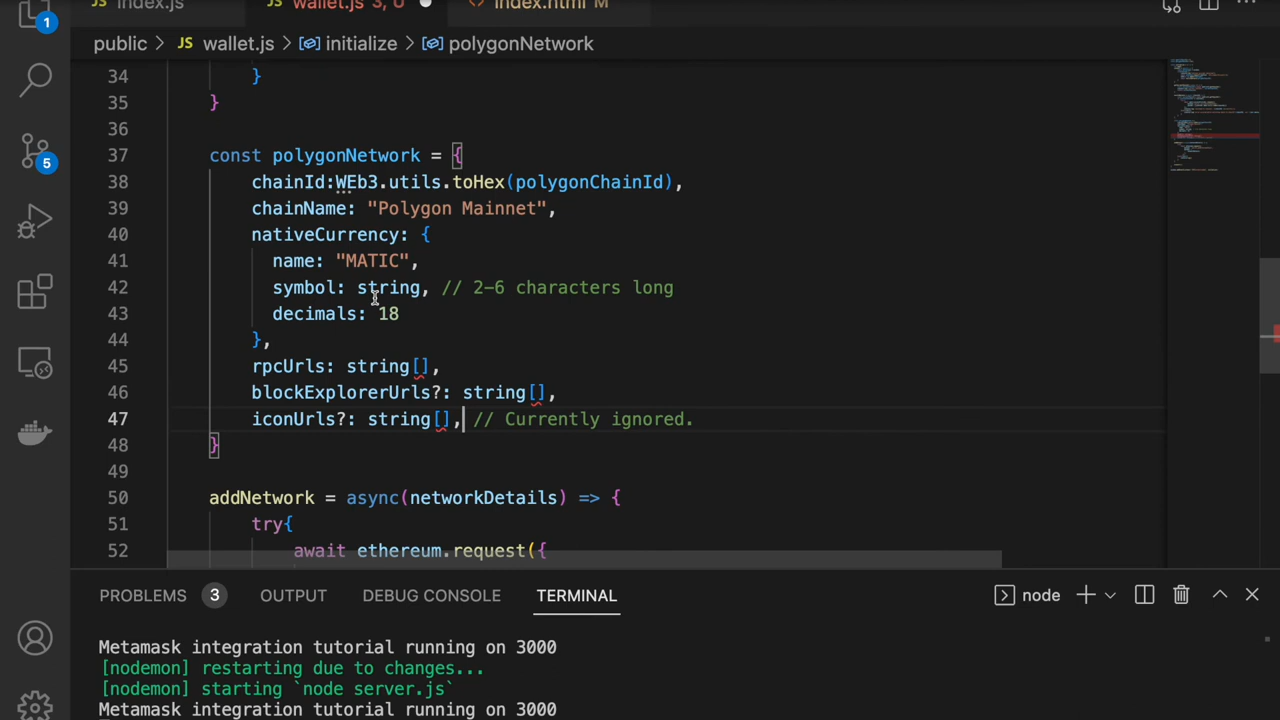 1
index.js
wallet.js 3, U
index.html M
public > JS wallet.js > initialize > polygonNetwork
34 }
35 }
36
37 const polygonNetwork = {
38 chainId:WEb3.utils.toHex(polygonChainId),
39 chainName: "Polygon Mainnet",
40 nativeCurrency: {
41 name: "MATIC",
42 symbol: string, // 2-6 characters long
43 decimals: 18
44 },
45 rpcUrls: string[],
46 blockExplorerUrls?: string[],
47 iconUrls?: string[], // Currently ignored.
48 }
49
50 addNetwork = async(networkDetails) => {
51 try{
52 await ethereum.request({
5
PROBLEMS 3 OUTPUT DEBUG CONSOLE TERMINAL
node
Metamask integration tutorial running on 3000
[nodemon] restarting due to changes...
[nodemon] starting `node server.js`
Metamask integration tutorial running on 3000